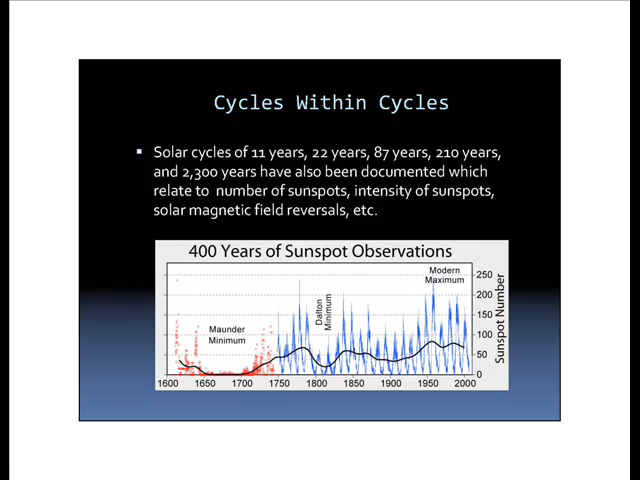 Cycles Within Cycles
▪ Solar cycles of 11 years, 22 years, 87 years, 210 years,
and 2,300 years have also been documented which
relate to number of sunspots, intensity of sunspots,
solar magnetic field reversals, etc.
400 Years of Sunspot Observations
Modern
Maximum
Maunder
Minimum
Dalton
Minimum
250
200
150
100
50
0
Sunspot Number
1600 1650 1700 1750 1800 1850 1900 1950 2000